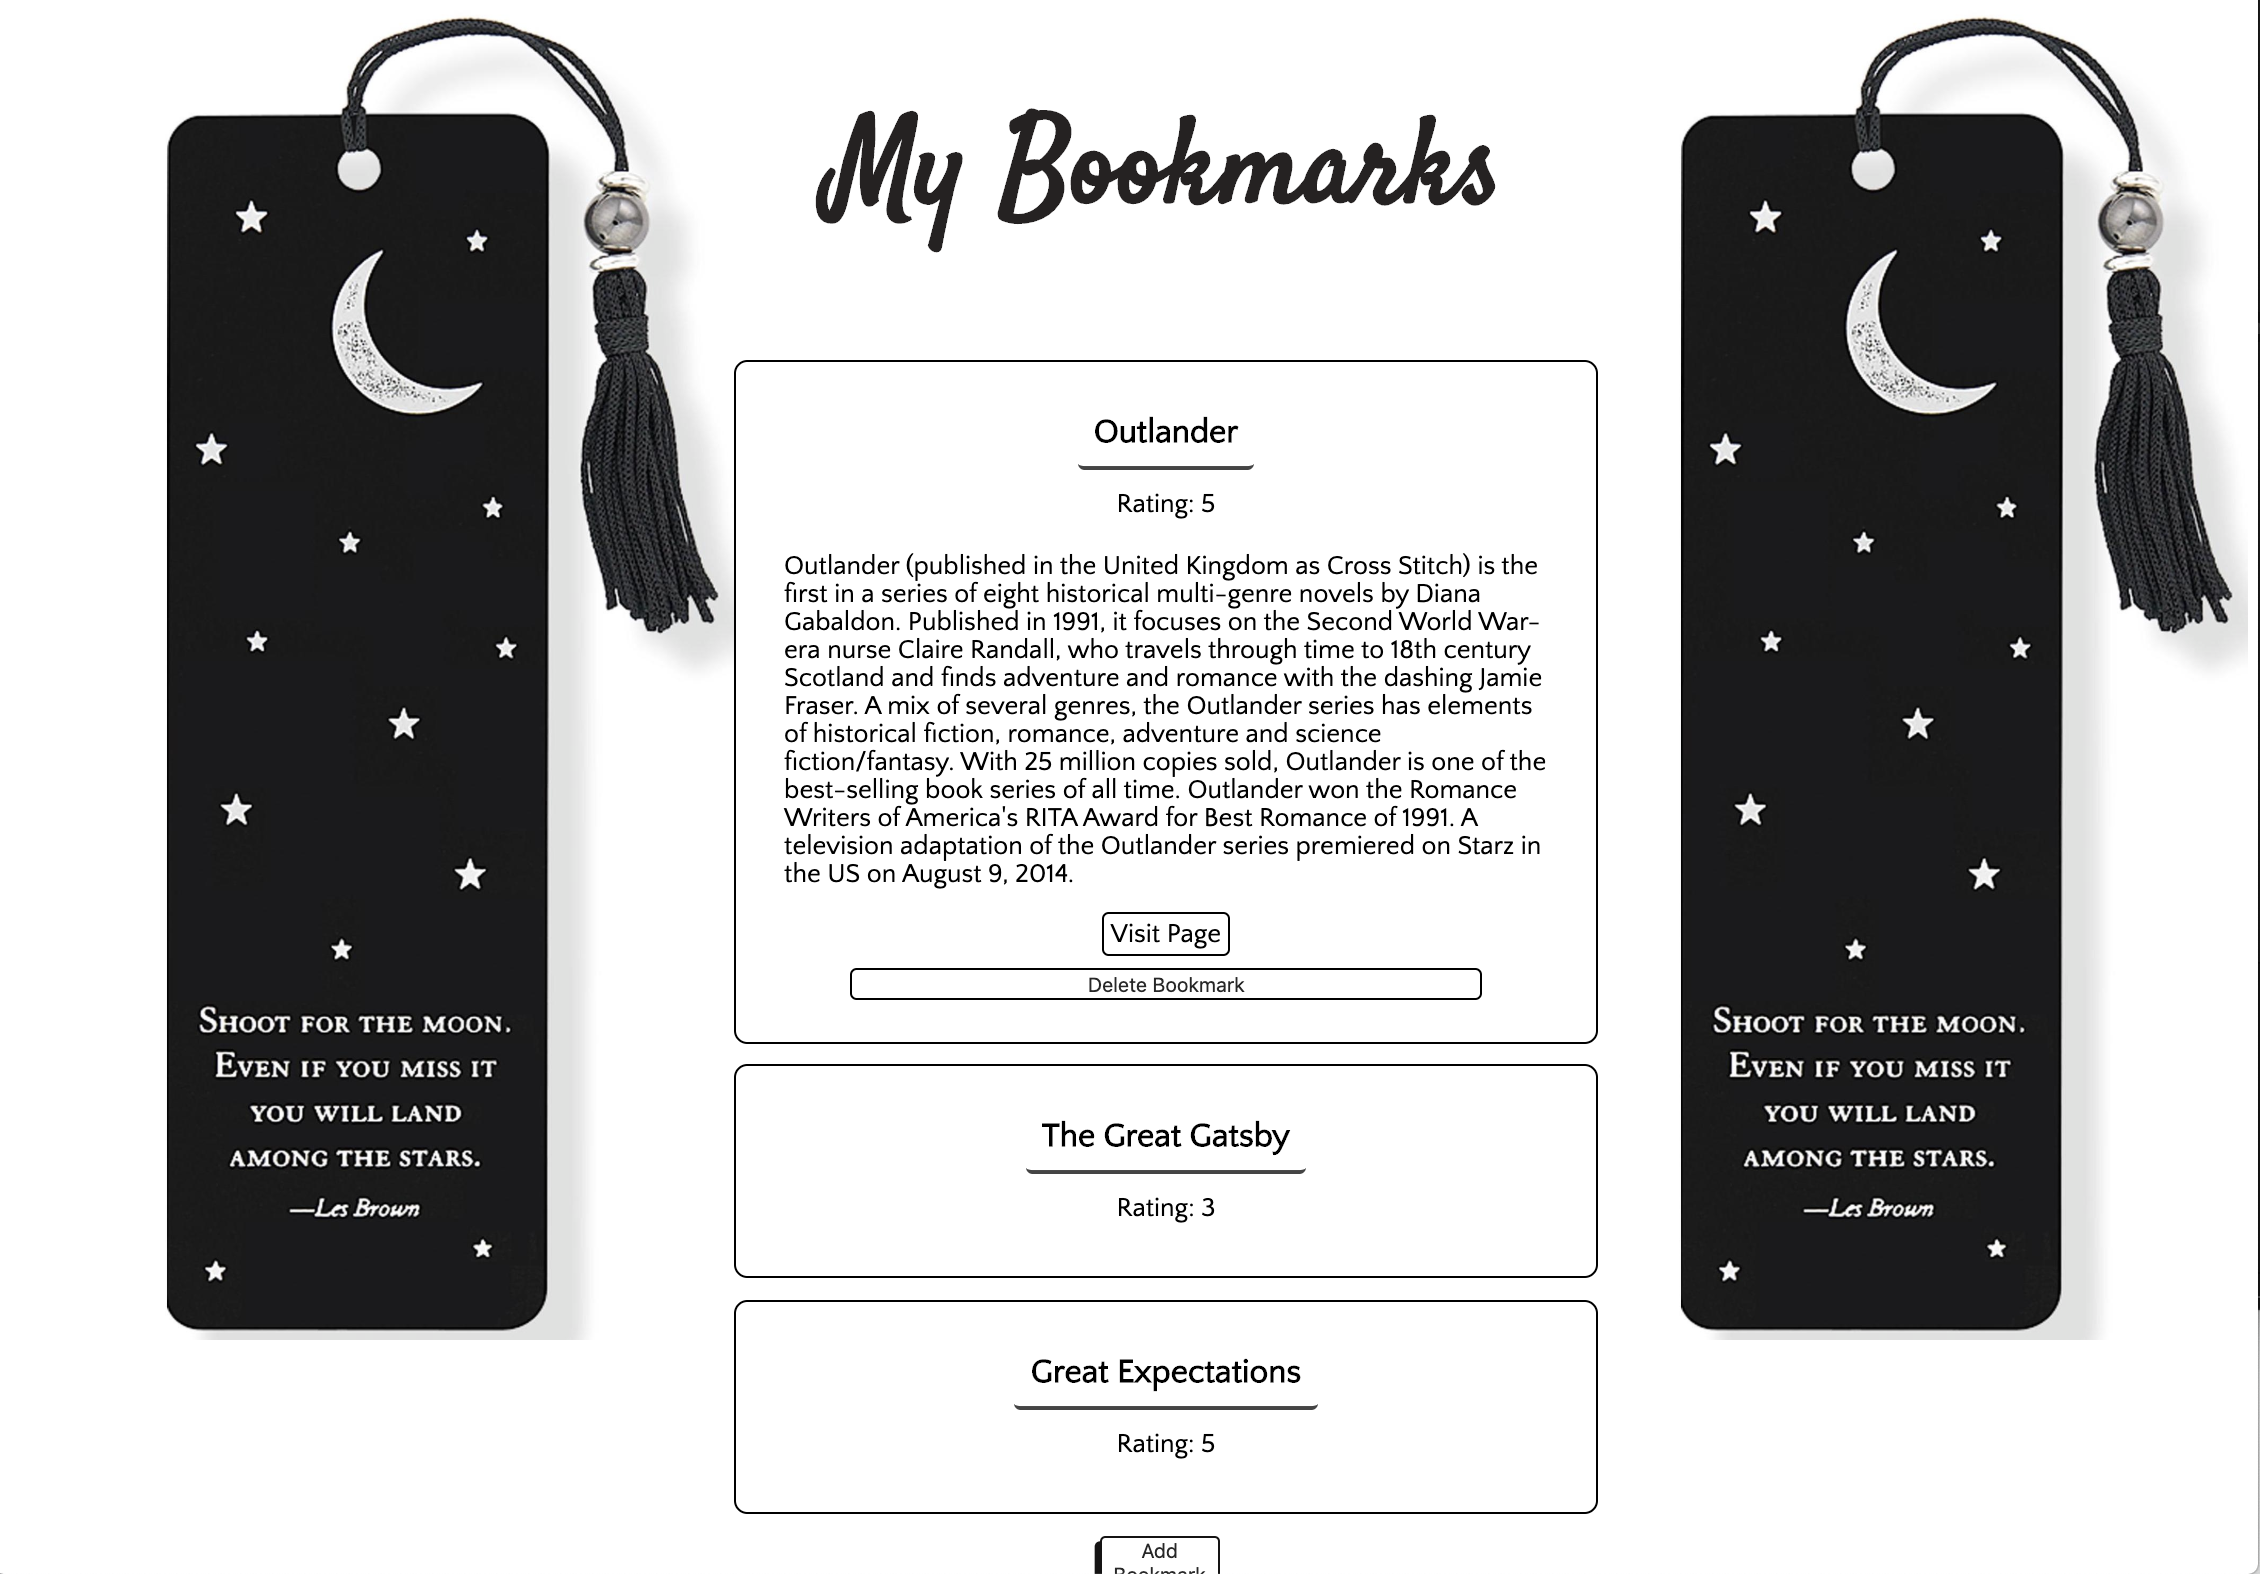 My Bookmarks
SHOOT FOR THE MOON.
EVEN IF YOU MISS IT
YOU WILL LAND
AMONG THE STARS.
—Les Brown
Outlander
Rating: 5
Outlander (published in the United Kingdom as Cross Stitch) is the
first in a series of eight historical multi-genre novels by Diana
Gabaldon. Published in 1991, it focuses on the Second World War-
era nurse Claire Randall, who travels through time to 18th century
Scotland and finds adventure and romance with the dashing Jamie
Fraser. A mix of several genres, the Outlander series has elements
of historical fiction, romance, adventure and science
fiction/fantasy. With 25 million copies sold, Outlander is one of the
best-selling book series of all time. Outlander won the Romance
Writers of America's RITA Award for Best Romance of 1991. A
television adaptation of the Outlander series premiered on Starz in
the US on August 9, 2014.
Visit Page
Delete Bookmark
The Great Gatsby
Rating: 3
Great Expectations
Rating: 5
Add
Bookmark
SHOOT FOR THE MOON.
EVEN IF YOU MISS IT
YOU WILL LAND
AMONG THE STARS.
—Les Brown